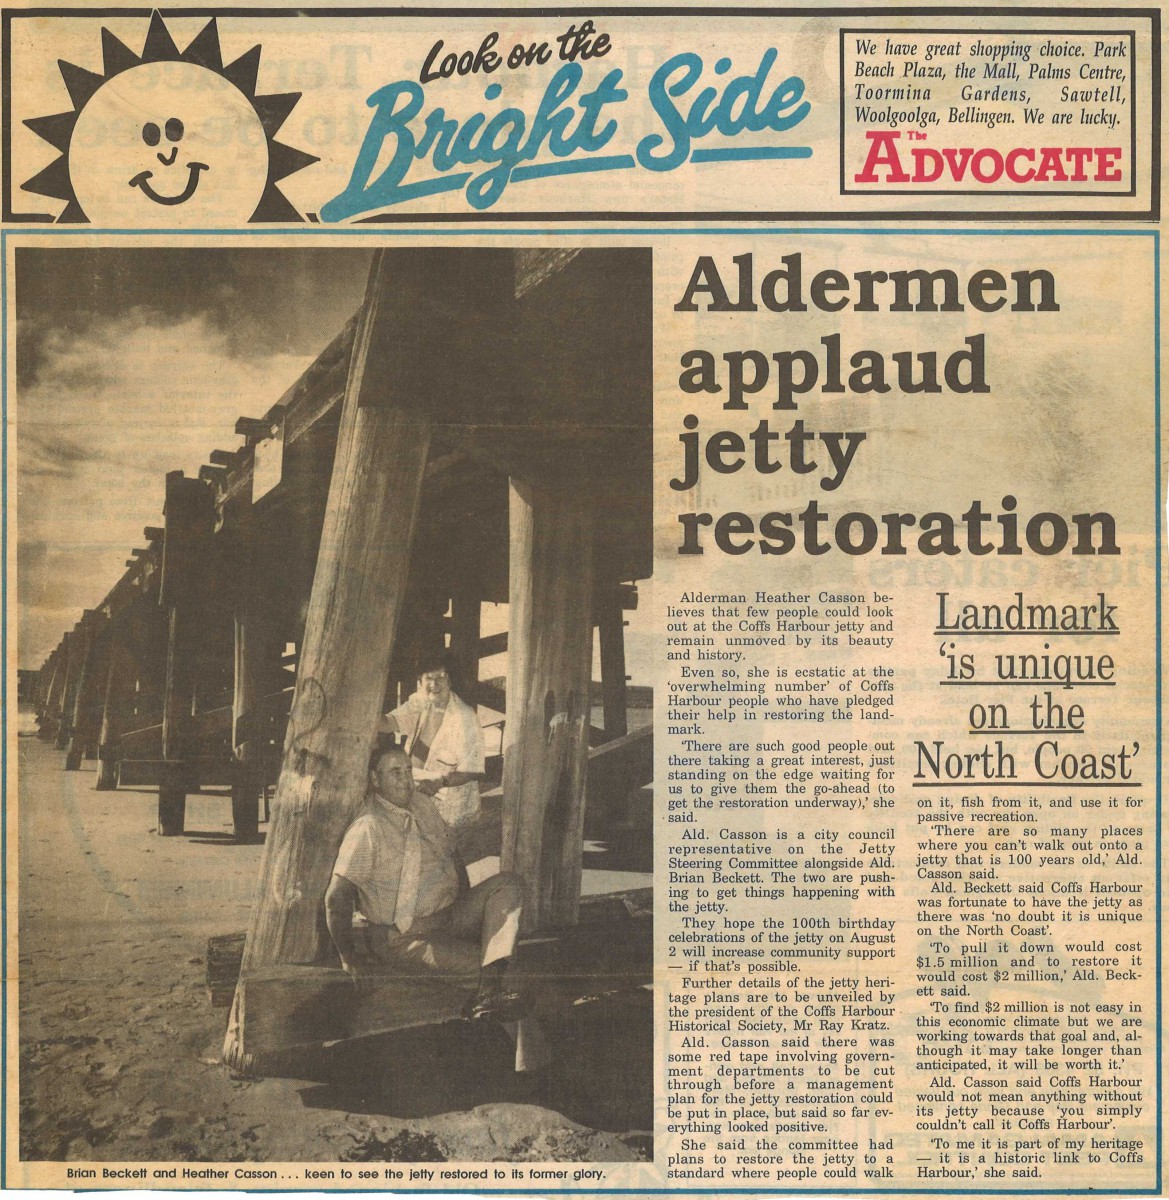 Look on the
Bright Side
We have great shopping choice. Park
Beach Plaza, the Mall, Palms Centre,
Toormina Gardens, Sawtell,
Woolgoolga, Bellingen. We are lucky.
The
ADVOCATE
Aldermen
applaud
jetty
restoration
Alderman Heather Casson be-
lieves that few people could look
out at the Coffs Harbour jetty and
remain unmoved by its beauty
and history.
Even so, she is ecstatic at the
‘overwhelming number’ of Coffs
Harbour people who have pledged
their help in restoring the land-
mark.
‘There are such good people out
there taking a great interest, just
standing on the edge waiting for
us to give them the go-ahead (to
get the restoration underway),’ she
said.
Ald. Casson is a city council
representative on the Jetty
Steering Committee alongside Ald.
Brian Beckett. The two are push-
ing to get things happening with
the jetty.
They hope the 100th birthday
celebrations of the jetty on August
2 will increase community support
— if that's possible.
Further details of the jetty heri-
tage plans are to be unveiled by
the president of the Coffs Harbour
Historical Society, Mr Ray Kratz.
Ald. Casson said there was
some red tape involving govern-
ment departments to be cut
through before a management
plan for the jetty restoration could
be put in place, but said so far ev-
erything looked positive.
She said the committee had
plans to restore the jetty to a
standard where people could walk
Landmark
‘is unique
on the
North Coast’
on it, fish from it, and use it for
passive recreation.
‘There are so many places
where you can't walk out onto a
jetty that is 100 years old,’ Ald.
Casson said.
Ald. Beckett said Coffs Harbour
was fortunate to have the jetty as
there was ‘no doubt it is unique
on the North Coast’.
‘To pull it down would cost
$1.5 million and to restore it
would cost $2 million,’ Ald. Beck-
ett said.
‘To find $2 million is not easy in
this economic climate but we are
working towards that goal and, al-
though it may take longer than
anticipated, it will be worth it.’
Ald. Casson said Coffs Harbour
would not mean anything without
its jetty because ‘you simply
couldn't call it Coffs Harbour’.
‘To me it is part of my heritage
— it is a historic link to Coffs
Harbour,’ she said.
Brian Beckett and Heather Casson . . . keen to see the jetty restored to its former glory.